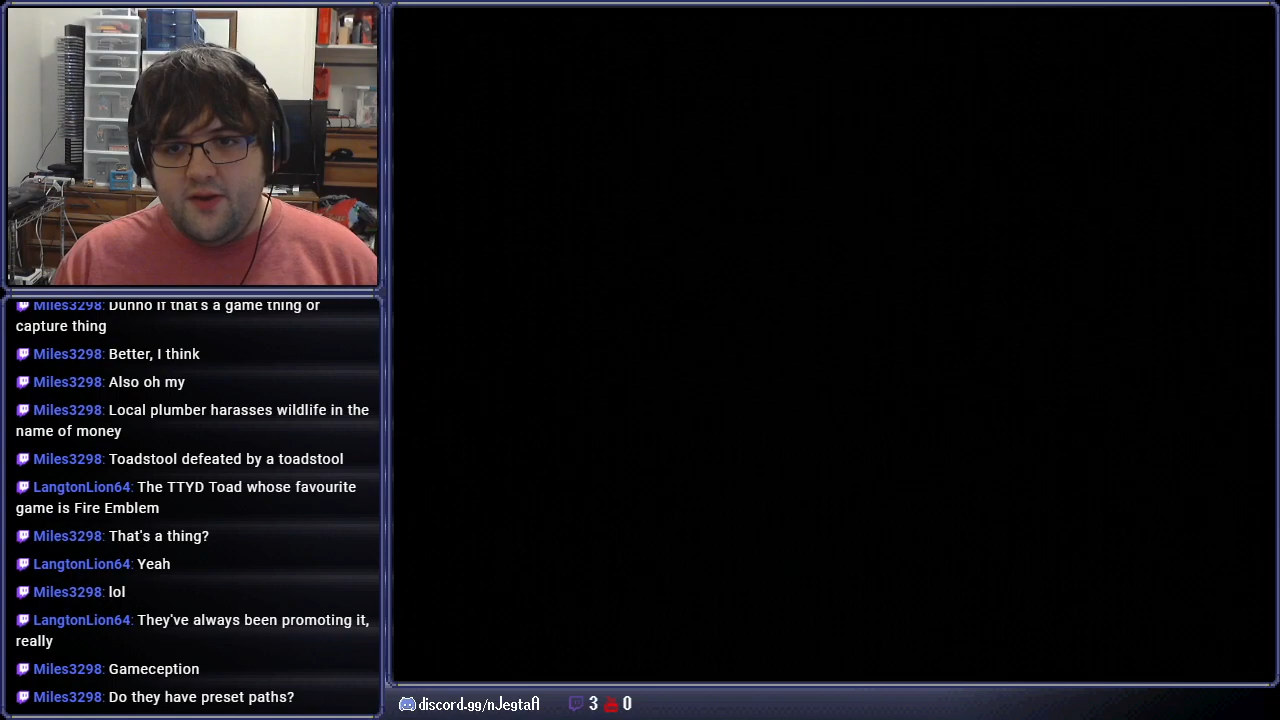 Miles3298: Dunno if that's a game thing or
capture thing
Miles3298: Better, I think
Miles3298: Also oh my
Miles3298: Local plumber harasses wildlife in the
name of money
Miles3298: Toadstool defeated by a toadstool
LangtonLion64: The TTYD Toad whose favourite
game is Fire Emblem
Miles3298: That's a thing?
LangtonLion64: Yeah
Miles3298: lol
LangtonLion64: They've always been promoting it,
really
Miles3298: Gameception
Miles3298: Do they have preset paths?
discord.gg/nJegtaA 3 0